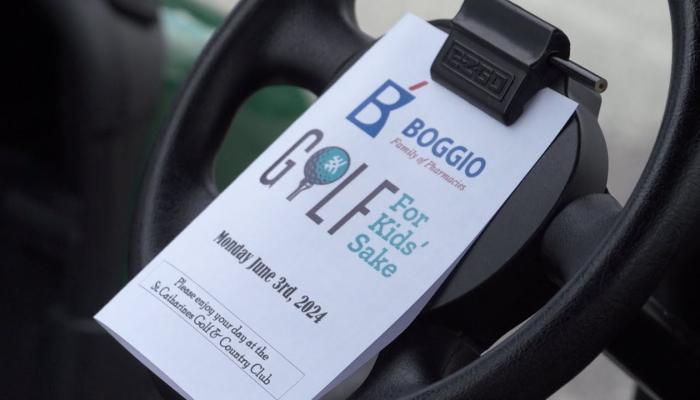 E-Z-GO
B
BOGGIO
Family of Pharmacies
GOLF
For
Kids'
Sake
Monday June 3rd, 2024
Please enjoy your day at the
St. Catharines Golf & Country Club